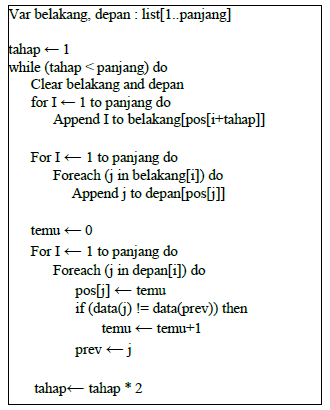 Var belakang, depan : list[1..panjang]
tahap ← 1
while (tahap < panjang) do
Clear belakang and depan
for I ← 1 to panjang do
Append I to belakang[pos[i+tahap]]
For I ← 1 to panjang do
Foreach (j in belakang[i]) do
Append j to depan[pos[j]]
temu ← 0
For I ← 1 to panjang do
Foreach (j in depan[i]) do
pos[j] ← temu
if (data(j) != data(prev)) then
temu ← temu+1
prev ← j
tahap← tahap * 2